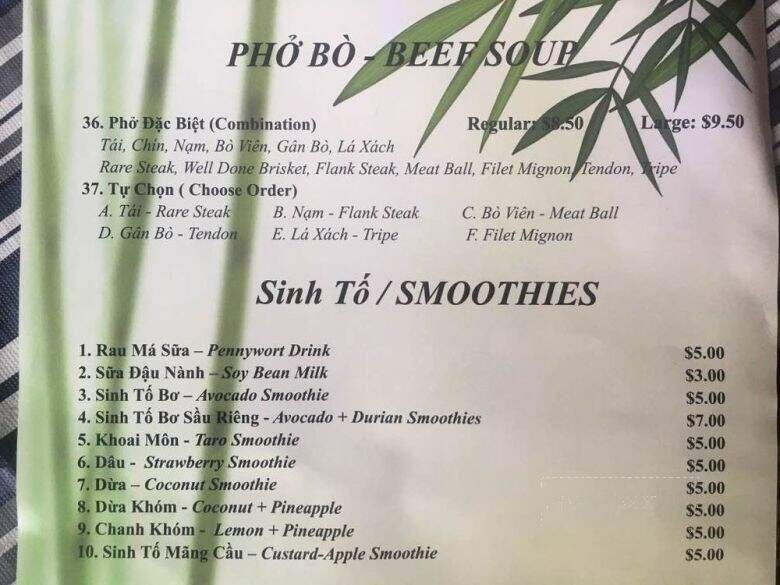 PHỞ BÒ - BEEF SOUP
36. Phở Đặc Biệt (Combination) Regular: $8.50 Large: $9.50
Tái, Chín, Nạm, Bò Viên, Gân Bò, Lá Xách
Rare Steak, Well Done Brisket, Flank Steak, Meat Ball, Filet Mignon, Tendon, Tripe
37. Tự Chọn ( Choose Order)
A. Tái - Rare Steak B. Nạm - Flank Steak C. Bò Viên - Meat Ball
D. Gân Bò - Tendon E. Lá Xách - Tripe F. Filet Mignon
Sinh Tố / SMOOTHIES
1. Rau Má Sữa – Pennywort Drink $5.00
2. Sữa Đậu Nành – Soy Bean Milk $3.00
3. Sinh Tố Bơ – Avocado Smoothie $5.00
4. Sinh Tố Bơ Sầu Riêng - Avocado + Durian Smoothies $7.00
5. Khoai Môn - Taro Smoothie $5.00
6. Dâu - Strawberry Smoothie $5.00
7. Dừa – Coconut Smoothie $5.00
8. Dừa Khóm - Coconut + Pineapple $5.00
9. Chanh Khóm - Lemon + Pineapple $5.00
10. Sinh Tố Mãng Cầu – Custard-Apple Smoothie $5.00